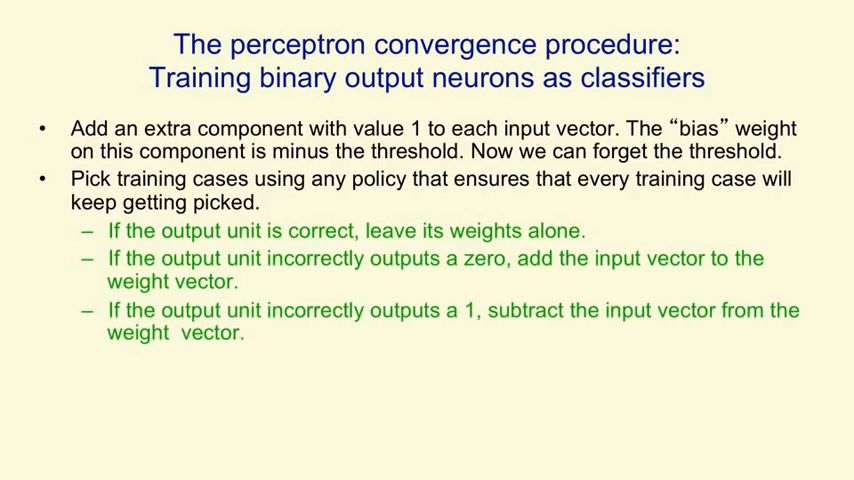 The perceptron convergence procedure:
Training binary output neurons as classifiers
• Add an extra component with value 1 to each input vector. The “bias” weight
on this component is minus the threshold. Now we can forget the threshold.
• Pick training cases using any policy that ensures that every training case will
keep getting picked.
– If the output unit is correct, leave its weights alone.
– If the output unit incorrectly outputs a zero, add the input vector to the
weight vector.
– If the output unit incorrectly outputs a 1, subtract the input vector from the
weight vector.